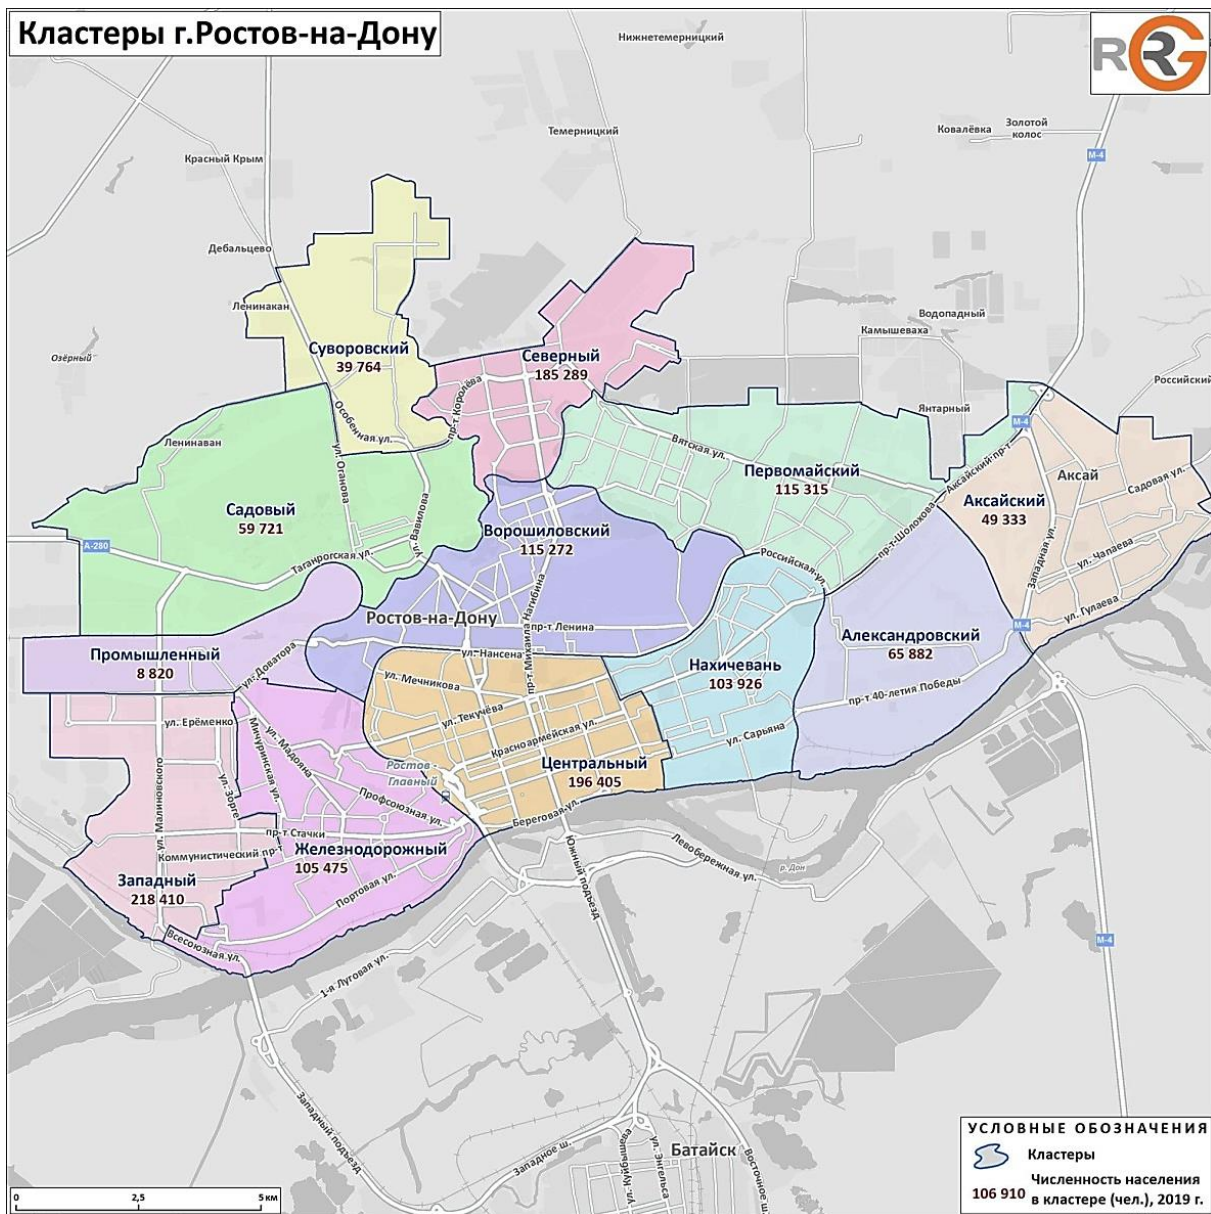 Кластеры г.Ростов-на-Дону
RRG
Нижнетемерницкий
Темерницкий
Ковалёвка
Золотой
колос
М-4
Красный Крым
Дебальцево
Ленинакан
Озёрный
Водопадный
Камышеваха
Российский
Янтарный
Суворовский
39 764
Северный
185 289
пр-т Королёва
Особенная ул.
ул. Оганова
ул. Вавилова
Ленинаван
Садовый
59 721
А-280
Таганрогская ул.
Вятская ул.
Первомайский
115 315
Аксайский пр-т
М-4
Аксай
Садовая ул.
Аксайский
49 333
Западная ул.
ул. Чапаева
ул. Гулаева
М-4
пр-т Шолохова
Российская ул.
Ворошиловский
115 272
Ростов-на-Дону
пр-т Михаила Нагибина
пр-т Ленина
ул. Нансена
Александровский
65 882
пр-т 40-летия Победы
Нахичевань
103 926
ул. Сарьяна
Промышленный
8 820
ул. Доватора
ул. Мечникова
ул. Текучёва
Красноармейская ул.
Центральный
196 405
Береговая ул.
Ростов -
Главный
ул. Ерёменко
ул. Малиновского
ул. Зорге
Мичуринская ул.
ул. Мадояна
Профсоюзная ул.
пр-т Стачки
Коммунистический пр-т
Железнодорожный
105 475
Западный
218 410
Портовая ул.
Всесоюзная ул.
1-я Луговая ул.
Левобережная ул.
р. Дон
Южный подъезд
М-4
Западный подъезд
Западное ш.
Батайск
ул. Куйбышева
ул. Энгельса
Восточное ш.
УСЛОВНЫЕ ОБОЗНАЧЕНИЯ
Кластеры
106 910 Численность населения
в кластере (чел.), 2019 г.
0 2,5 5 км